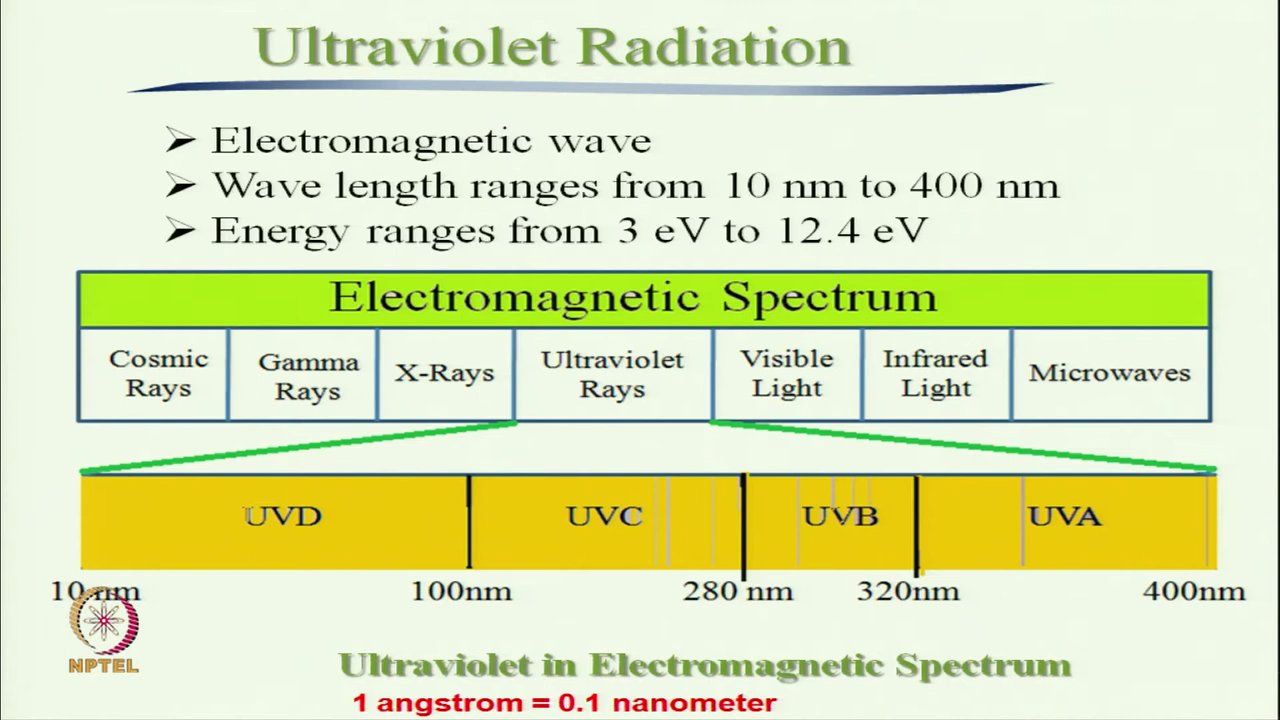 Ultraviolet Radiation
Electromagnetic wave
Wave length ranges from 10 nm to 400 nm
Energy ranges from 3 eV to 12.4 eV
Electromagnetic Spectrum
Cosmic Rays
Gamma Rays
X-Rays
Ultraviolet Rays
Visible Light
Infrared Light
Microwaves
UVD
UVC
UVB
UVA
10 nm
100nm
280 nm
320nm
400nm
NPTEL
Ultraviolet in Electromagnetic Spectrum
1 angstrom = 0.1 nanometer